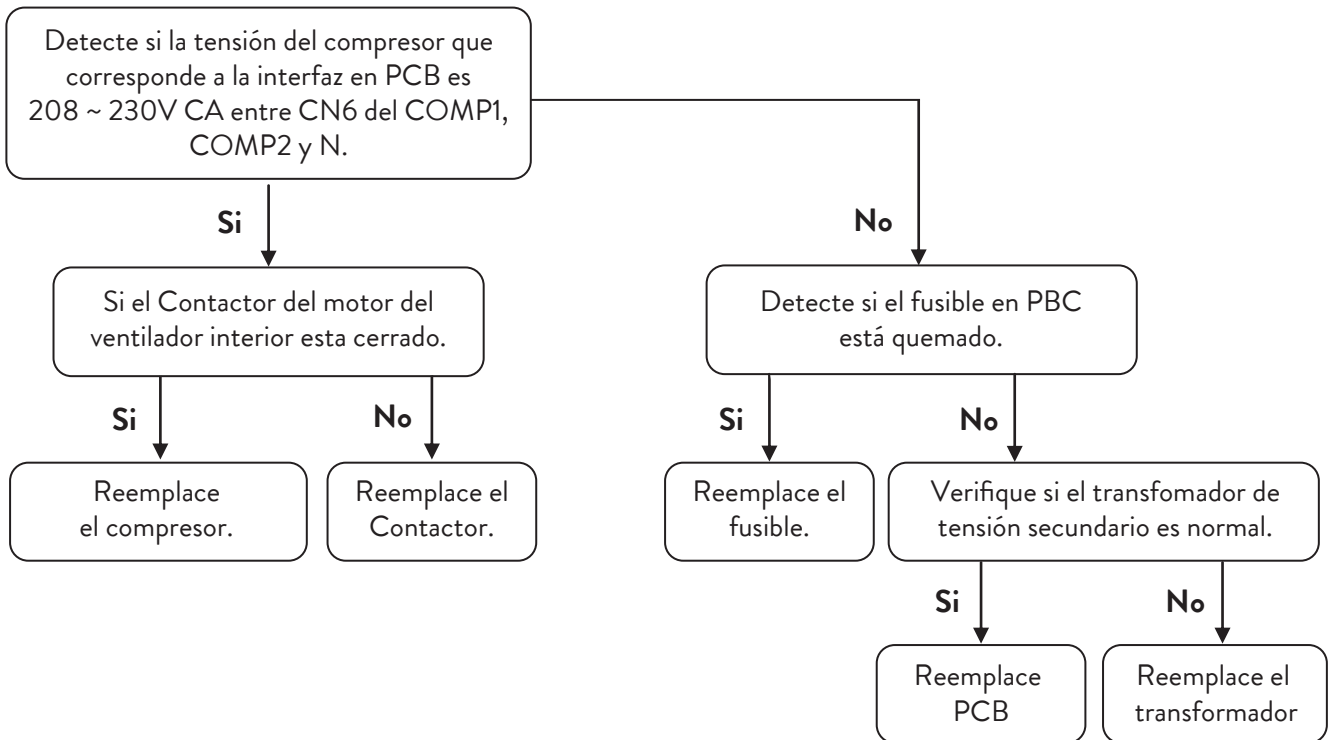 Detecte si la tensión del compresor que
corresponde a la interfaz en PCB es
208 ~ 230V CA entre CN6 del COMP1,
COMP2 y N.
Si
No
Si el Contactor del motor del
ventilador interior esta cerrado.
Detecte si el fusible en PBC
está quemado.
Si
No
Si
No
Reemplace
el compresor.
Reemplace el
Contactor.
Reemplace el
fusible.
Verifique si el transfomador de
tensión secundario es normal.
Si
No
Reemplace
PCB
Reemplace el
transformador